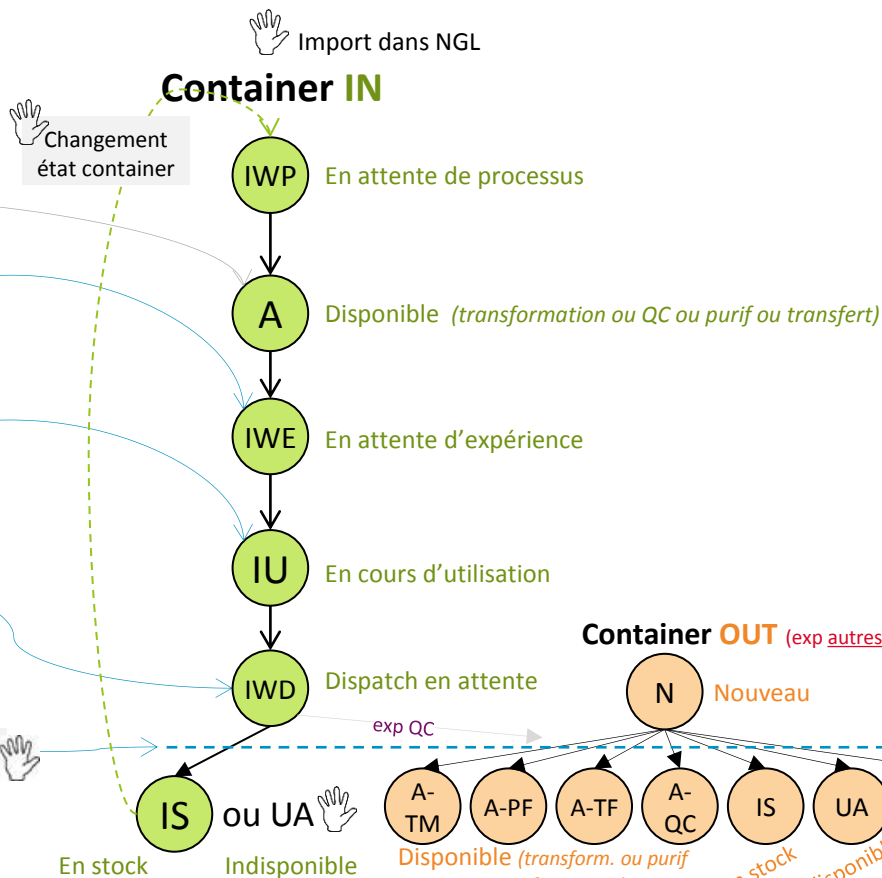 Import dans NGL
Container IN
Changement
état container
IWP
En attente de processus
A
Disponible (transformation ou QC ou purif ou transfert)
IWE
En attente d’expérience
IU
En cours d’utilisation
Container OUT (exp autres
IWD
Dispatch en attente
N
Nouveau
exp QC
A-
TM
A-PF
A-TF
A-
QC
IS
UA
IS ou UA
En stock
Indisponible
Disponible (transform. ou purif
stock